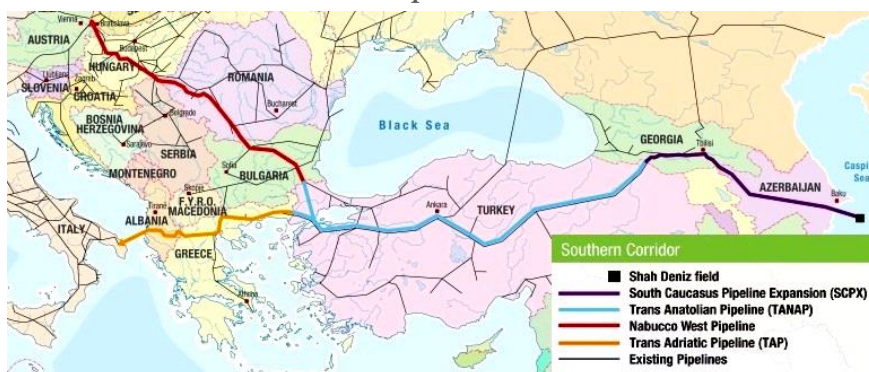 Vienna
Bratislava
AUSTRIA
Budapest
HUNGARY
Ljubljana
SLOVENIA
Zagreb
CROATIA
ROMANIA
Bucharest
BOSNIA
HERZEGOVINA
Belgrade
Sarajevo
SERBIA
MONTENEGRO
Sofia
BULGARIA
Skopje
F.Y.R.O.
MACEDONIA
Tirane
ALBANIA
ITALY
GREECE
Athens
Black Sea
Ankara
TURKEY
GEORGIA
Tbilisi
AZERBAIJAN
Baku
Caspi
Sea
Southern Corridor
Shah Deniz field
South Caucasus Pipeline Expansion (SCPX)
Trans Anatolian Pipeline (TANAP)
Nabucco West Pipeline
Trans Adriatic Pipeline (TAP)
Existing Pipelines